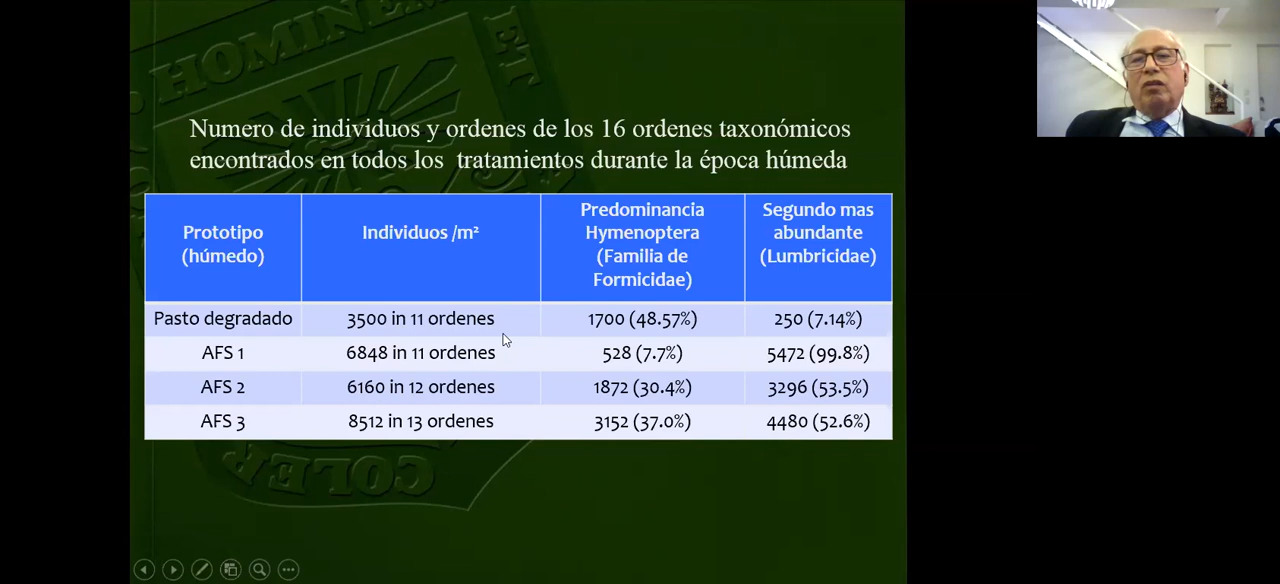 HOMINEM
ET
Numero de individuos y ordenes de los 16 ordenes taxonómicos
encontrados en todos los tratamientos durante la época húmeda
Prototipo
(húmedo)
Individuos /m²
Predominancia
Hymenoptera
(Familia de
Formicidae)
Segundo mas
abundante
(Lumbricidae)
Pasto degradado 3500 in 11 ordenes 1700 (48.57%) 250 (7.14%)
AFS 1 6848 in 11 ordenes 528 (7.7%) 5472 (99.8%)
AFS 2 6160 in 12 ordenes 1872 (30.4%) 3296 (53.5%)
AFS 3 8512 in 13 ordenes 3152 (37.0%) 4480 (52.6%)